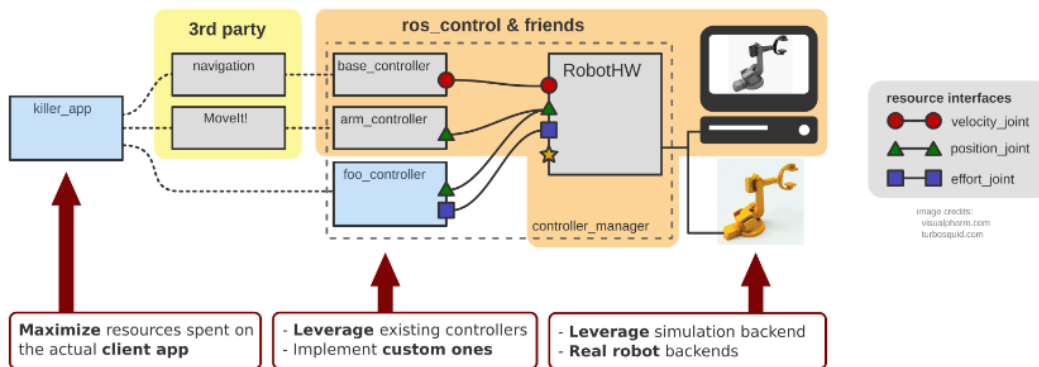 3rd party
ros_control & friends
navigation
base_controller
RobotHW
killer_app
MoveIt!
arm_controller
foo_controller
controller_manager
resource interfaces
velocity_joint
position_joint
effort_joint
image credits:
visualpharm.com
turbosquid.com
Maximize resources spent on
the actual client app
- Leverage existing controllers
- Implement custom ones
- Leverage simulation backend
- Real robot backends